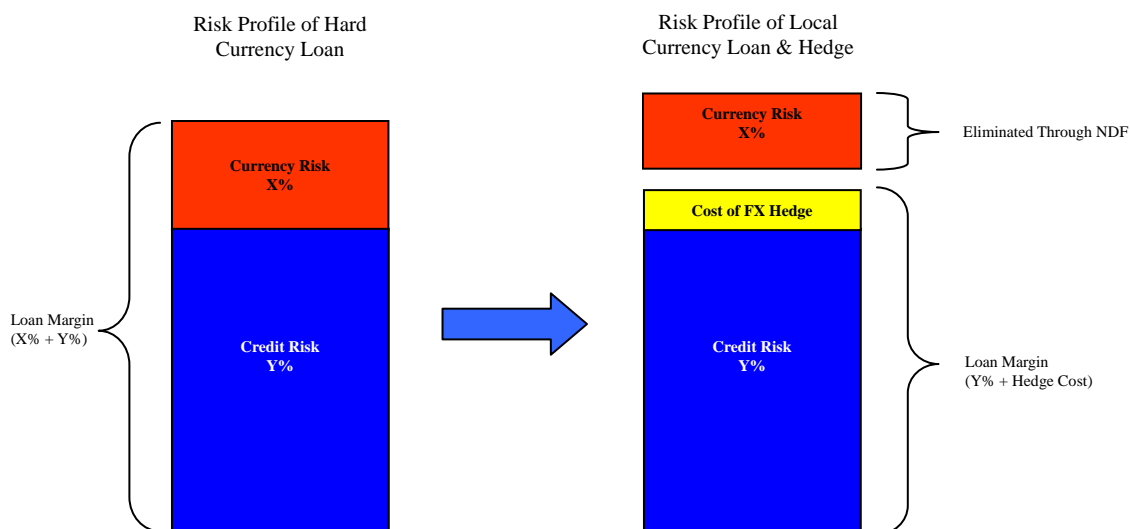 Risk Profile of Hard
Currency Loan
Risk Profile of Local
Currency Loan & Hedge
Currency Risk
X%
Credit Risk
Y%
Loan Margin
(X% + Y%)
Currency Risk
X%
Eliminated Through NDF
Cost of FX Hedge
Credit Risk
Y%
Loan Margin
(Y% + Hedge Cost)